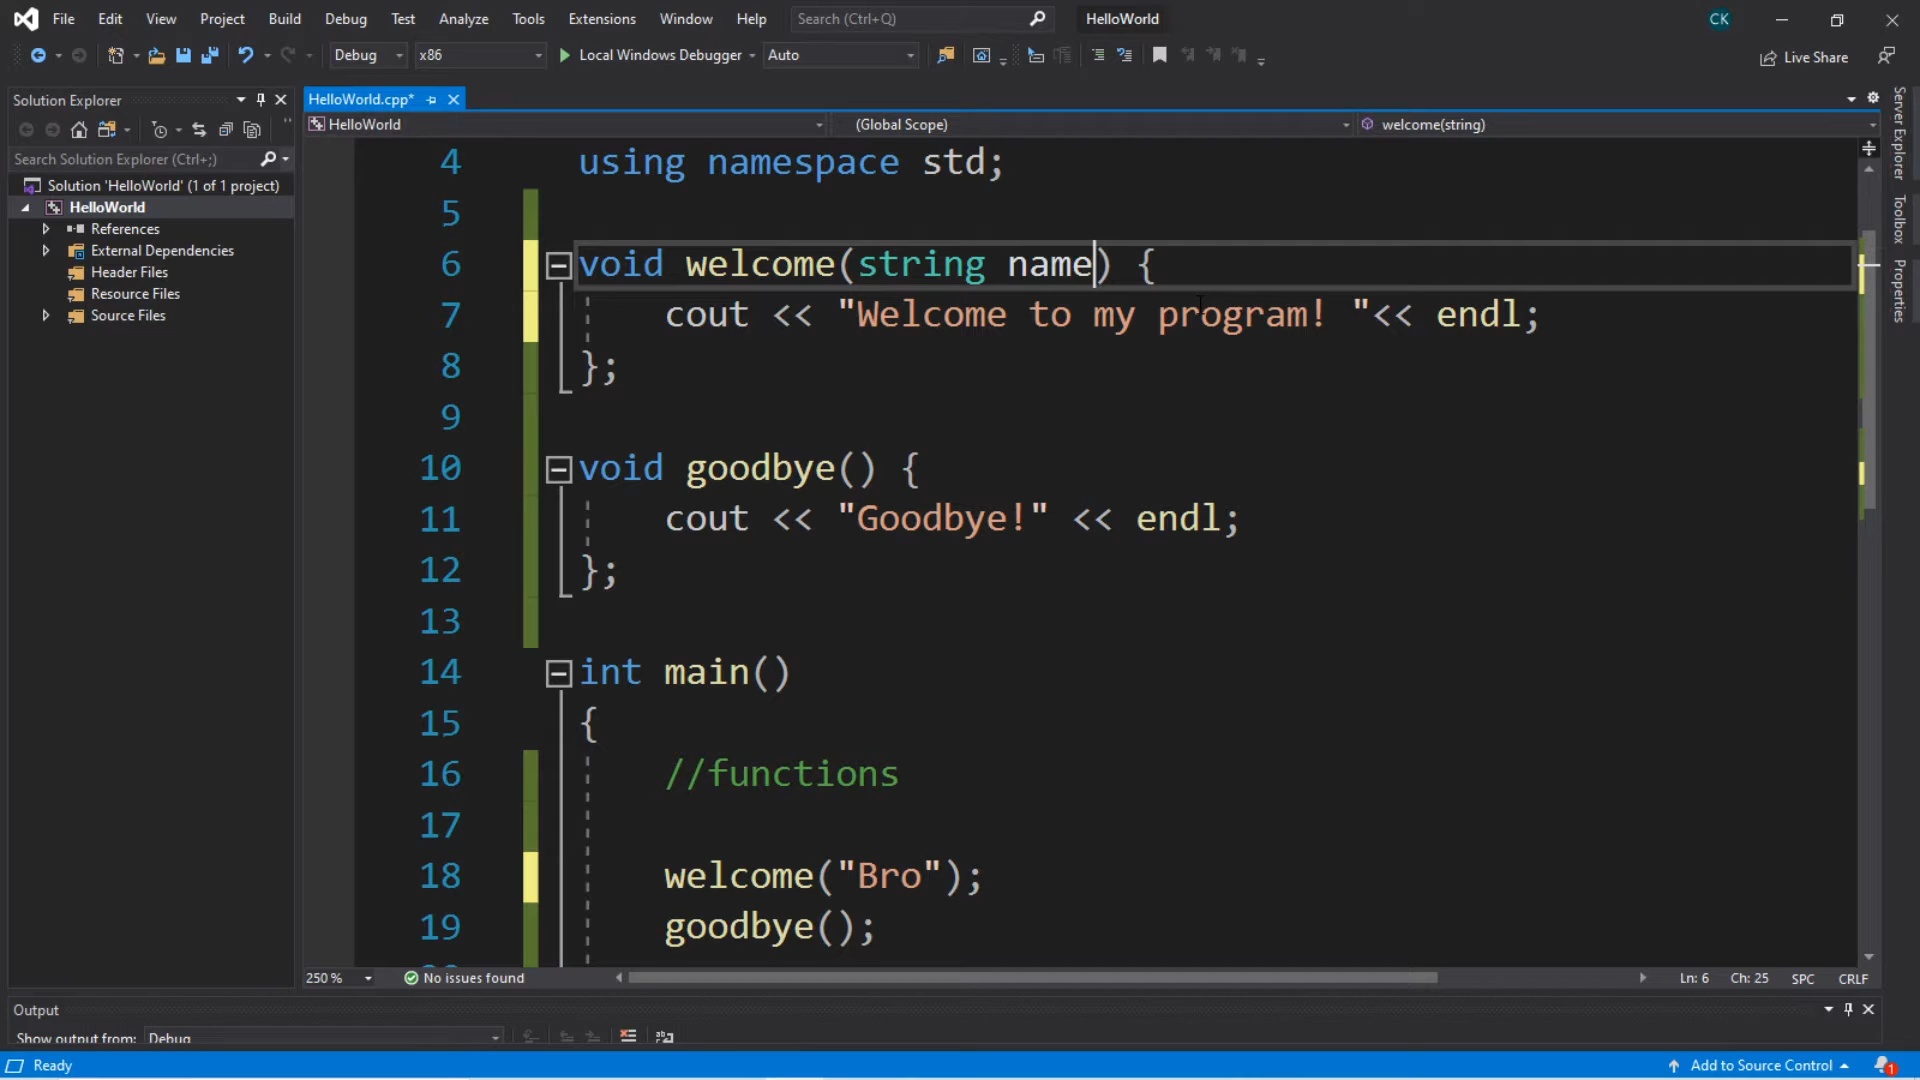 File Edit View Project Build Debug Test Analyze Tools Extensions Window Help Search (Ctrl+Q) HelloWorld CK
Debug x86 Local Windows Debugger Auto Live Share
Solution Explorer
Search Solution Explorer (Ctrl+;)
Solution 'HelloWorld' (1 of 1 project)
HelloWorld
References
External Dependencies
Header Files
Resource Files
Source Files
HelloWorld.cpp*
HelloWorld (Global Scope) welcome(string)
4 using namespace std;
5
6 void welcome(string name) {
7 cout << "Welcome to my program! "<< endl;
8 };
9
10 void goodbye() {
11 cout << "Goodbye!" << endl;
12 };
13
14 int main()
15 {
16 //functions
17
18 welcome("Bro");
19 goodbye();
250 % No issues found Ln: 6 Ch: 25 SPC CRLF
Server Explorer
Toolbox
Properties
Output
Show output from: Debug
Ready Add to Source Control 1